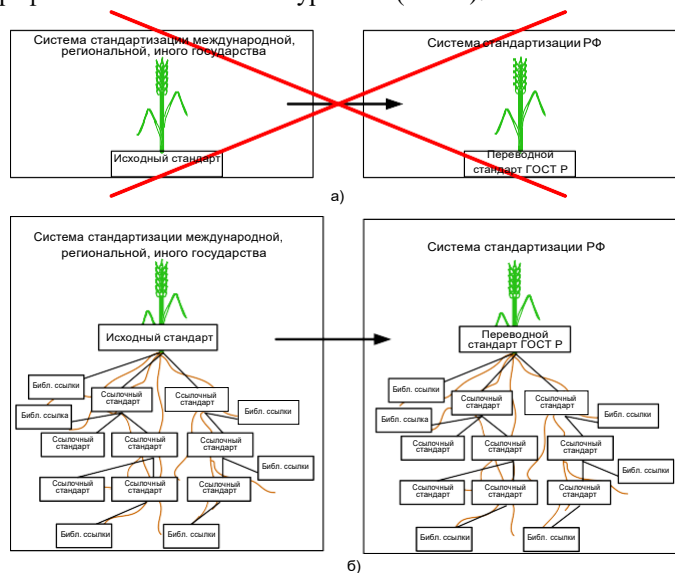 Система стандартизации международной,
региональной, иного государства
Система стандартизации РФ
Исходный стандарт
Переводной
стандарт ГОСТ Р
а)
Система стандартизации международной,
региональной, иного государства
Система стандартизации РФ
Исходный стандарт
Переводной
стандарт ГОСТ Р
Библ. ссылки
Ссылочный
стандарт
Ссылочный
стандарт
Библ. ссылка
Библ. ссылки
Ссылочный
стандарт
Ссылочный
стандарт
Ссылочный
стандарт
Библ. ссылки
Ссылочный
стандарт
Ссылочный
стандарт
Ссылочный
стандарт
Библ. ссылки
Библ. ссылки
Библ. ссылки
Ссылочный
стандарт
Ссылочный
стандарт
Библ. ссылка
Библ. ссылки
Ссылочный
стандарт
Ссылочный
стандарт
Ссылочный
стандарт
Библ. ссылки
Ссылочный
стандарт
Ссылочный
стандарт
Ссылочный
стандарт
Библ. ссылки
Библ. ссылки
б)